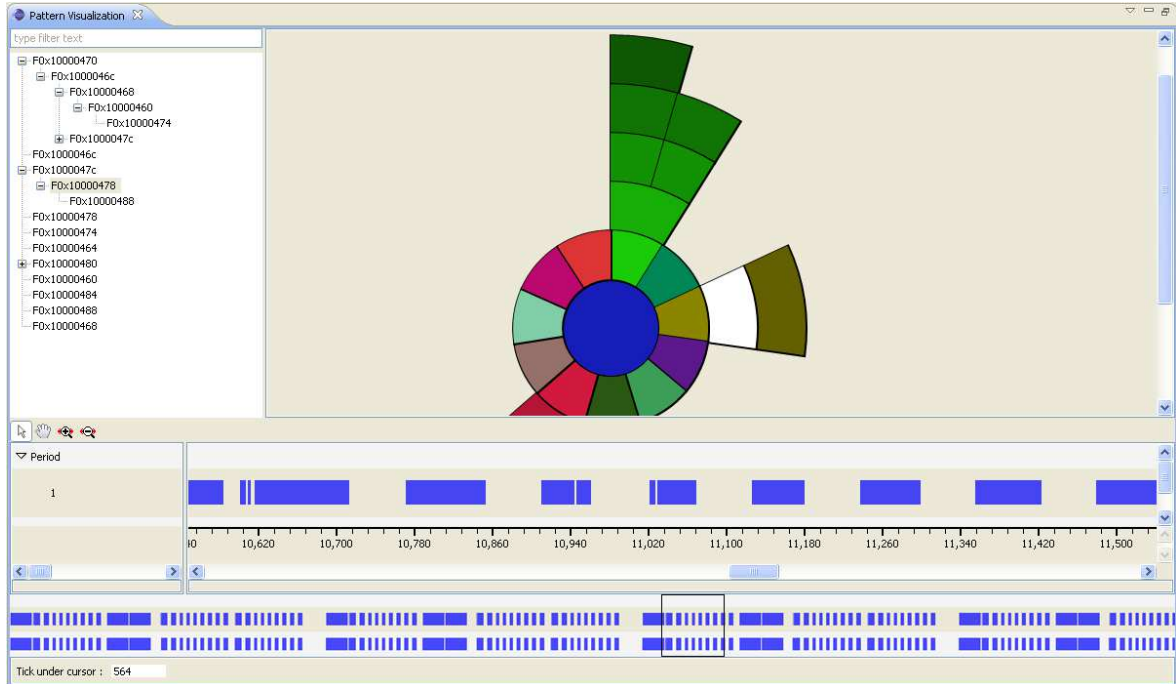 Pattern Visualization
type filter text
F0x10000470
F0x1000046c
F0x10000468
F0x10000460
F0x10000474
F0x1000047c
F0x1000046c
F0x1000047c
F0x10000478
F0x10000488
F0x10000478
F0x10000474
F0x10000464
F0x10000480
F0x10000460
F0x10000484
F0x10000488
F0x10000468
Period
1
40 10,620 10,700 10,780 10,860 10,940 11,020 11,100 11,180 11,260 11,340 11,420 11,500
Tick under cursor : 564